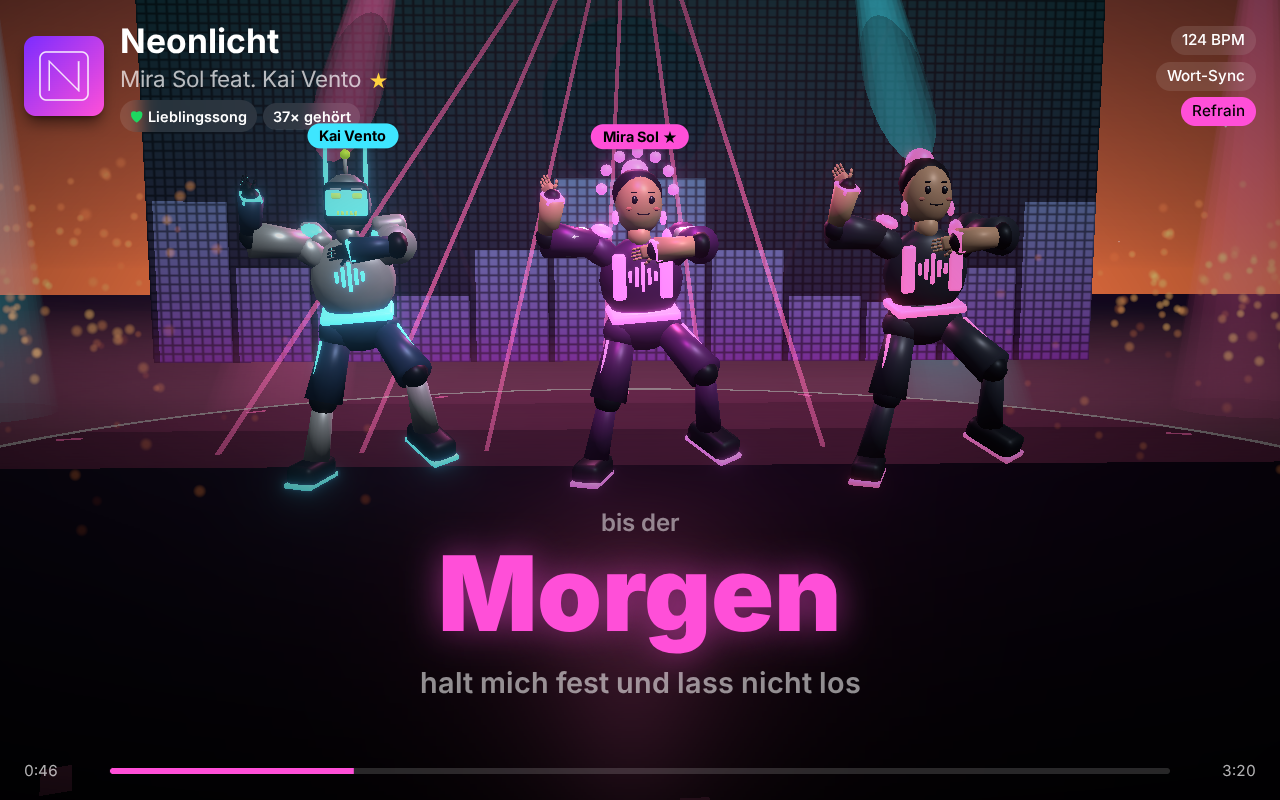 N
Neonlicht
Mira Sol feat. Kai Vento ★
Lieblingssong
37× gehört
124 BPM
Wort-Sync
Refrain
Kai Vento
Mira Sol ★
bis der
Morgen
halt mich fest und lass nicht los
0:46
3:20